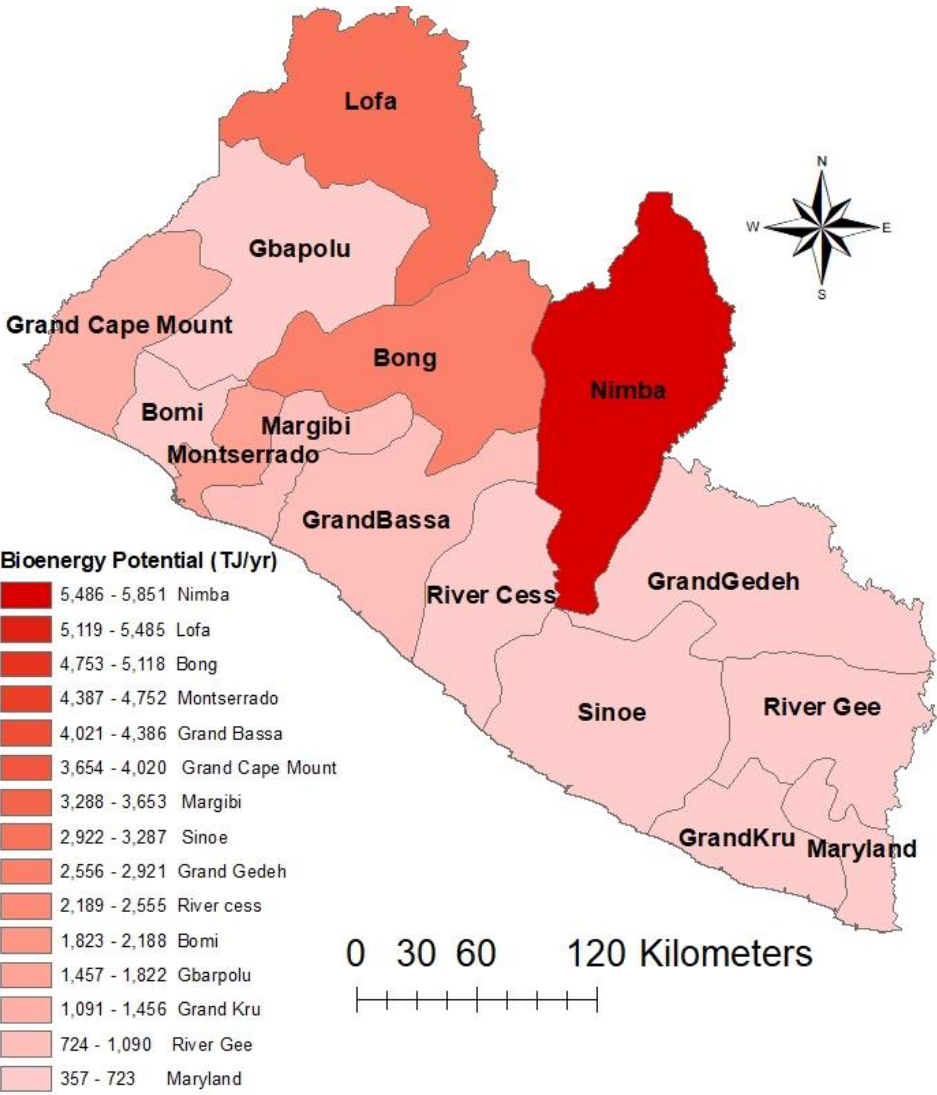 Lofa
N
W
E
S
Gbapolu
Grand Cape Mount
Bong
Nimba
Bomi
Margibi
Montserrado
GrandBassa
River Cess
GrandGedeh
Sinoe
River Gee
GrandKru
Maryland
Bioenergy Potential (TJ/yr)
5,486 - 5,851 Nimba
5,119 - 5,485 Lofa
4,753 - 5,118 Bong
4,387 - 4,752 Montserrado
4,021 - 4,386 Grand Bassa
3,654 - 4,020 Grand Cape Mount
3,288 - 3,653 Margibi
2,922 - 3,287 Sinoe
2,556 - 2,921 Grand Gedeh
2,189 - 2,555 River cess
1,823 - 2,188 Bomi
1,457 - 1,822 Gbarpolu
1,091 - 1,456 Grand Kru
724 - 1,090 River Gee
357 - 723 Maryland
0 30 60 120 Kilometers